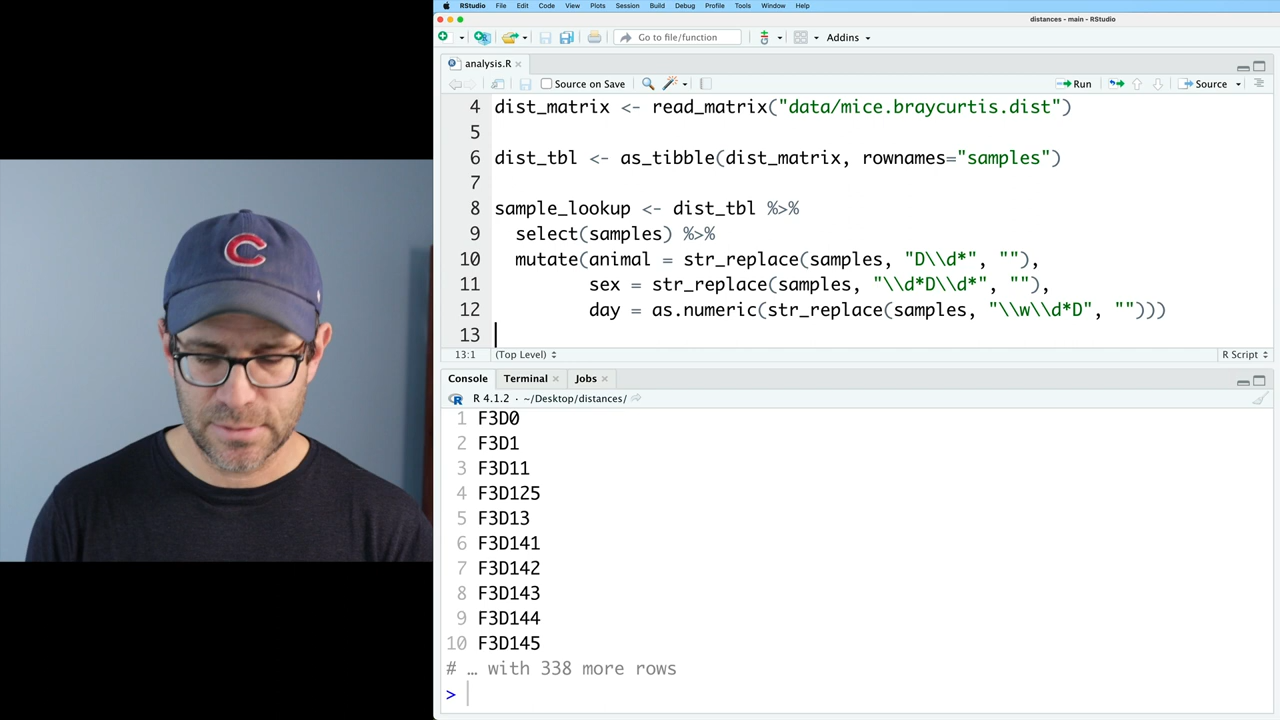 RStudio File Edit Code View Plots Session Build Debug Profile Tools Window Help
distances - main - RStudio
Go to file/function Addins
analysis.R
Source on Save Run Source
4 dist_matrix <- read_matrix("data/mice.braycurtis.dist")
5
6 dist_tbl <- as_tibble(dist_matrix, rownames="samples")
7
8 sample_lookup <- dist_tbl %>%
9 select(samples) %>%
10 mutate(animal = str_replace(samples, "D\\d*", ""),
11 sex = str_replace(samples, "\\d*D\\d*", ""),
12 day = as.numeric(str_replace(samples, "\\w\\d*D", "")))
13
13:1 (Top Level) R Script
Console Terminal Jobs
R 4.1.2 · ~/Desktop/distances/
1 F3D0
2 F3D1
3 F3D11
4 F3D125
5 F3D13
6 F3D141
7 F3D142
8 F3D143
9 F3D144
10 F3D145
# … with 338 more rows
>
C